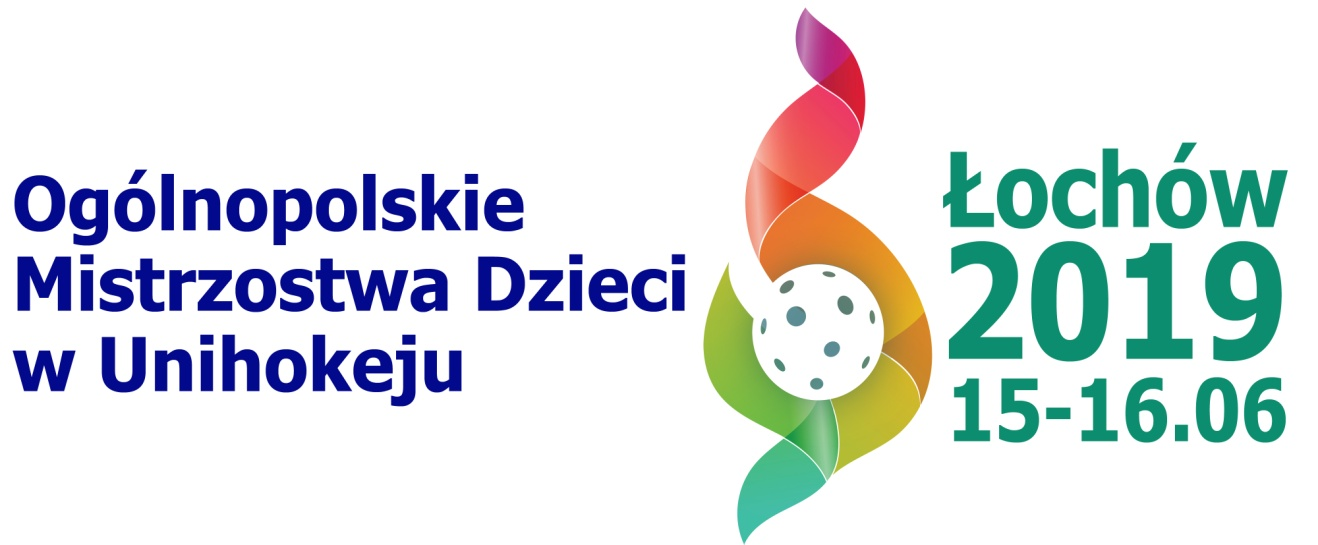 Ogólnopolskie
Mistrzostwa Dzieci
w Unihokeju
Łochów
2019
15-16.06